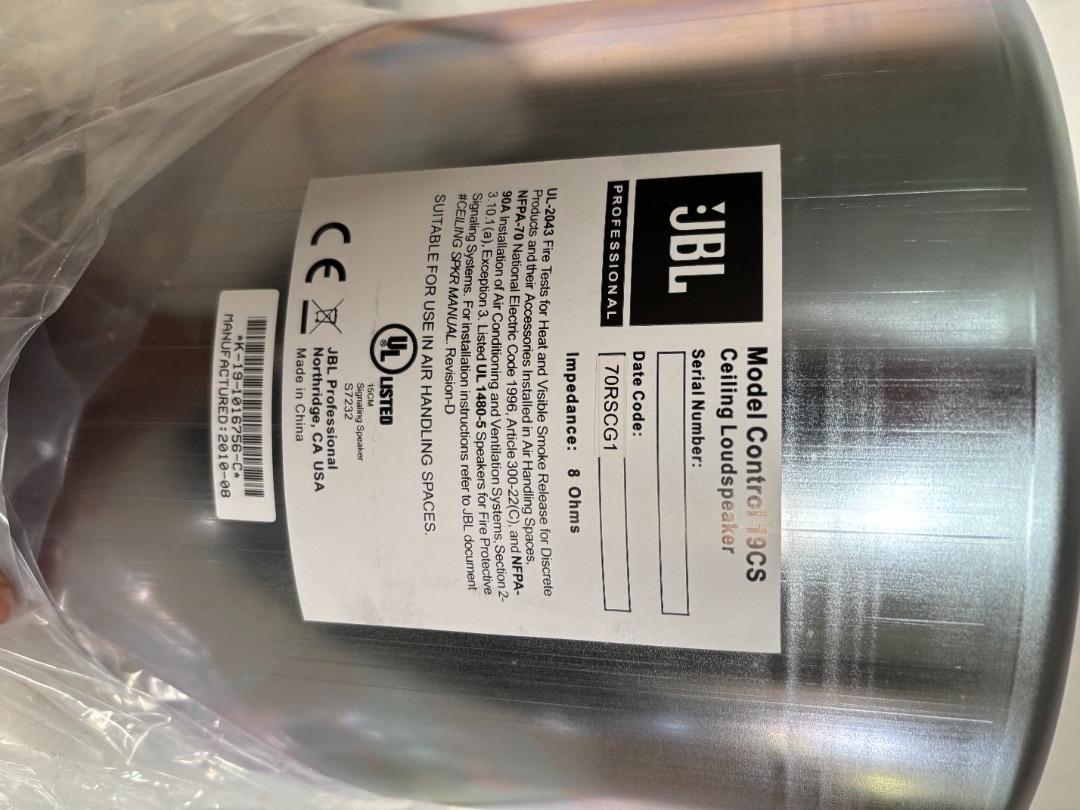 JBL
PROFESSIONAL
Model Control 19CS
Ceiling Loudspeaker
Serial Number:
Date Code:
70RSCG1
Impedance: 8 Ohms
UL-2043 Fire Tests for Heat and Visible Smoke Release for Discrete
Products and their Accessories Installed in Air Handling Spaces,
NFPA-70 National Electric Code 1996, Article 300-22(C), and NFPA-
90A Installation of Air Conditioning and Ventilation Systems, Section 2-
3.10.1(a), Exception 3. Listed UL 1480-5 Speakers for Fire Protective
Signaling Systems. For installation instructions refer to JBL document
#CEILING SPKR MANUAL. Revision-D
SUITABLE FOR USE IN AIR HANDLING SPACES.
UL ® LISTED
15CM
Signaling Speaker
S7232
CE
JBL Professional
Northridge, CA USA
Made in China
*K-19-1016756-C*
MANUFACTURED:2010-08